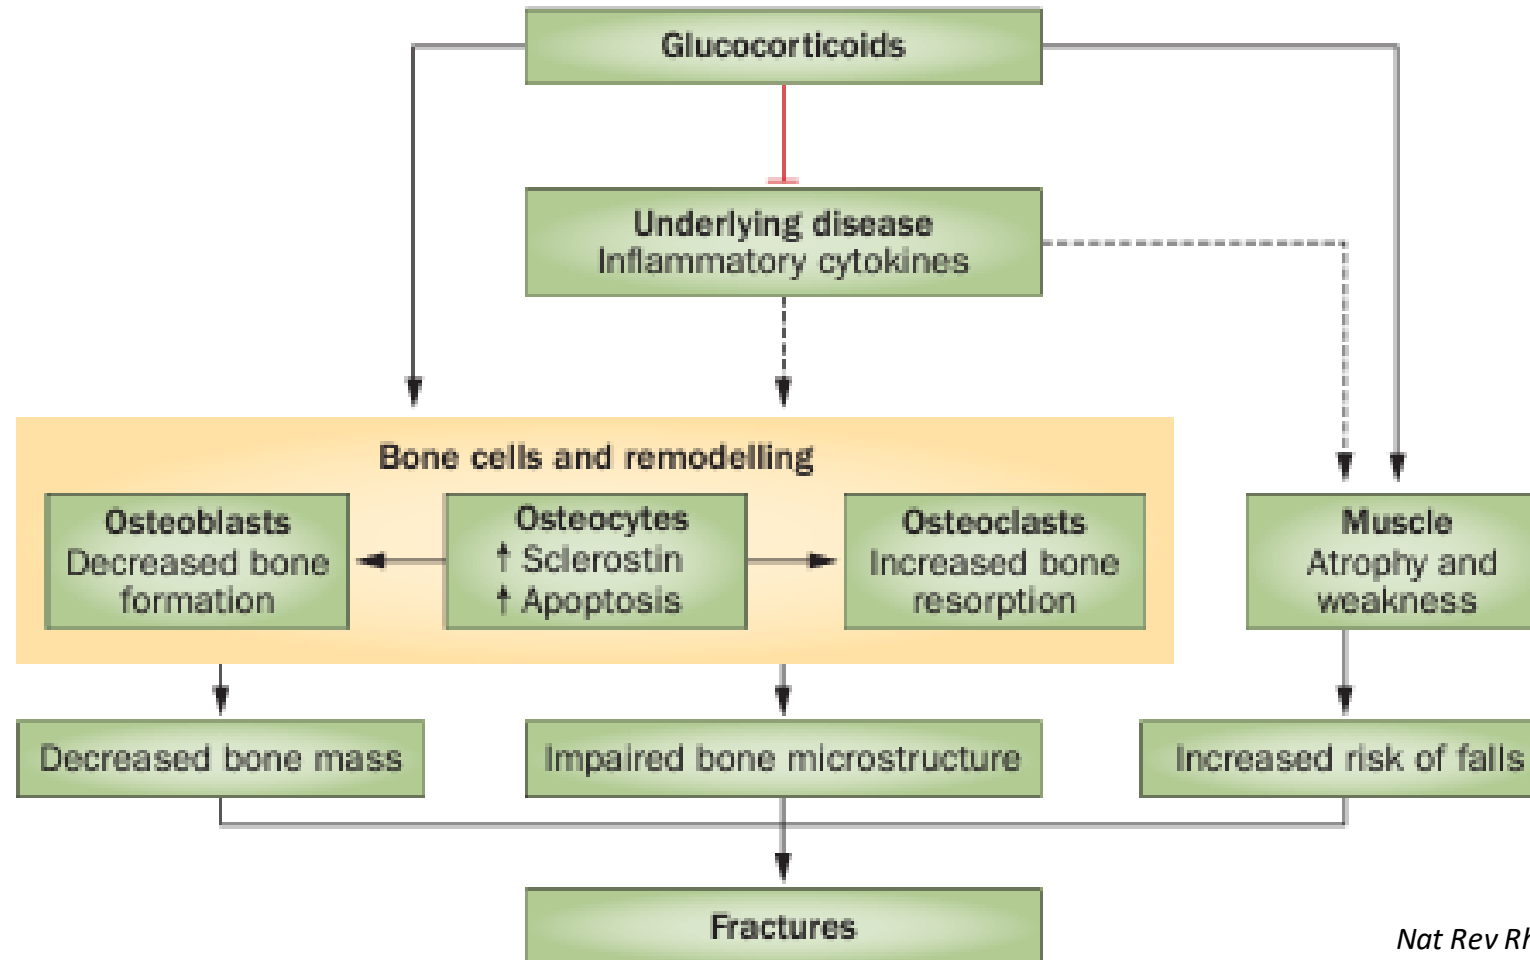 Glucocorticoids
Underlying disease
Inflammatory cytokines
Bone cells and remodelling
Osteoblasts
Decreased bone
formation
Osteocytes
↑ Sclerostin
↑ Apoptosis
Osteoclasts
Increased bone
resorption
Muscle
Atrophy and
weakness
Decreased bone mass
Impaired bone microstructure
Increased risk of falls
Fractures
Nat Rev